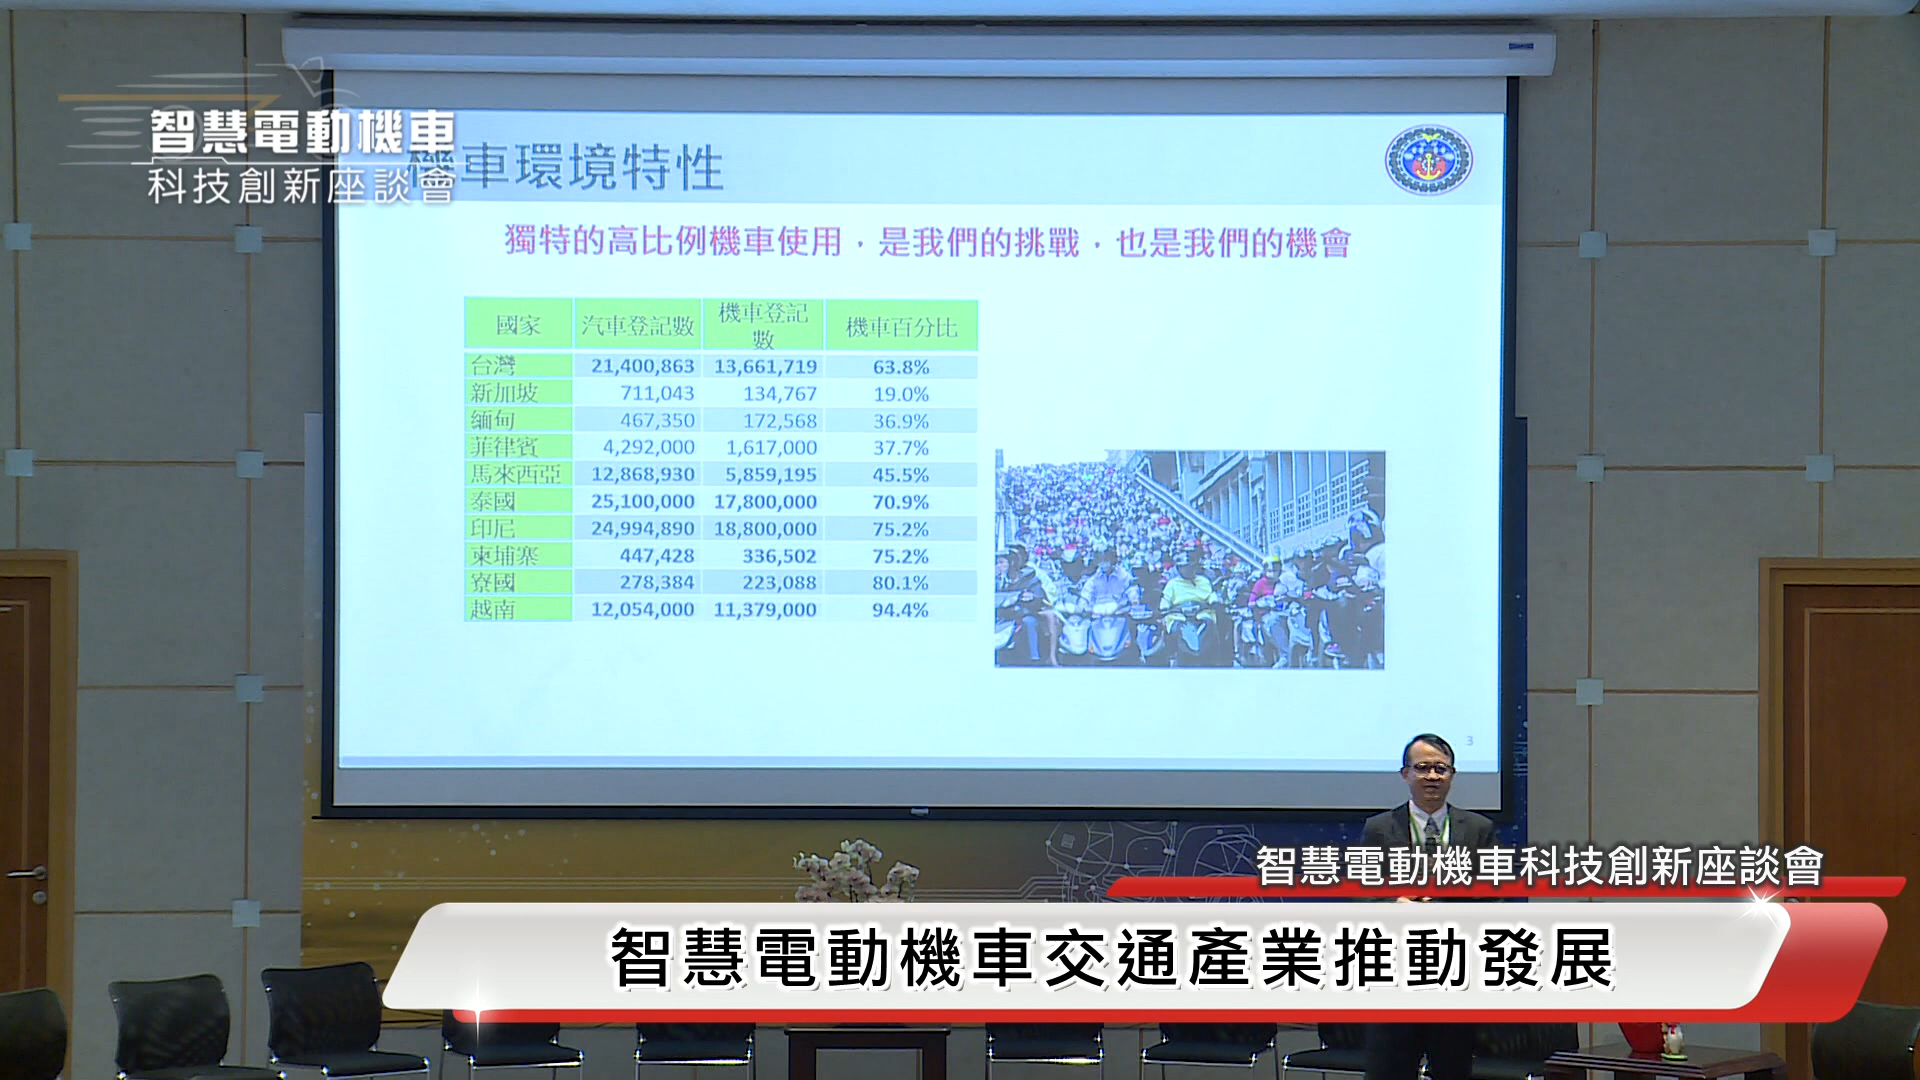 智慧電動機車
科技創新座談會
機車環境特性
獨特的高比例機車使用，是我們的挑戰，也是我們的機會
國家 汽車登記數 機車登記數 機車百分比
台灣 21,400,863 13,661,719 63.8%
新加坡 711,043 134,767 19.0%
緬甸 467,350 172,568 36.9%
菲律賓 4,292,000 1,617,000 37.7%
馬來西亞 12,868,930 5,859,195 45.5%
泰國 25,100,000 17,800,000 70.9%
印尼 24,994,890 18,800,000 75.2%
柬埔寨 447,428 336,502 75.2%
寮國 278,384 223,088 80.1%
越南 12,054,000 11,379,000 94.4%
3
智慧電動機車科技創新座談會
智慧電動機車交通產業推動發展